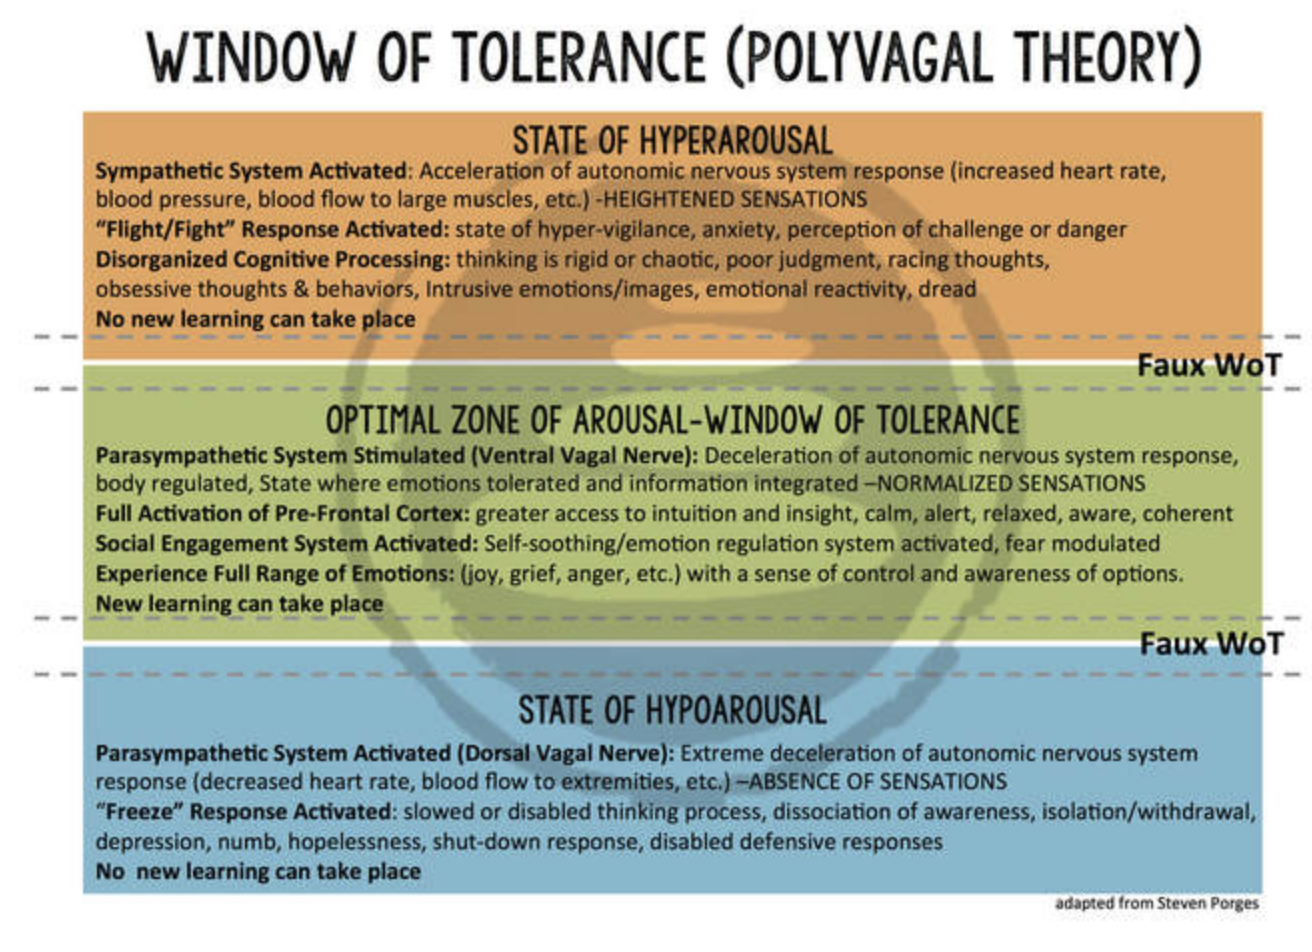 WINDOW OF TOLERANCE (POLYVAGAL THEORY)
STATE OF HYPERAROUSAL
Sympathetic System Activated: Acceleration of autonomic nervous system response (increased heart rate,
blood pressure, blood flow to large muscles, etc.) -HEIGHTENED SENSATIONS
“Flight/Fight” Response Activated: state of hyper-vigilance, anxiety, perception of challenge or danger
Disorganized Cognitive Processing: thinking is rigid or chaotic, poor judgment, racing thoughts,
obsessive thoughts & behaviors, Intrusive emotions/images, emotional reactivity, dread
No new learning can take place
Faux WoT
OPTIMAL ZONE OF AROUSAL-WINDOW OF TOLERANCE
Parasympathetic System Stimulated (Ventral Vagal Nerve): Deceleration of autonomic nervous system response,
body regulated, State where emotions tolerated and information integrated –NORMALIZED SENSATIONS
Full Activation of Pre-Frontal Cortex: greater access to intuition and insight, calm, alert, relaxed, aware, coherent
Social Engagement System Activated: Self-soothing/emotion regulation system activated, fear modulated
Experience Full Range of Emotions: (joy, grief, anger, etc.) with a sense of control and awareness of options.
New learning can take place
Faux WoT
STATE OF HYPOAROUSAL
Parasympathetic System Activated (Dorsal Vagal Nerve): Extreme deceleration of autonomic nervous system
response (decreased heart rate, blood flow to extremities, etc.) –ABSENCE OF SENSATIONS
“Freeze” Response Activated: slowed or disabled thinking process, dissociation of awareness, isolation/withdrawal,
depression, numb, hopelessness, shut-down response, disabled defensive responses
No new learning can take place
adapted from Steven Porges